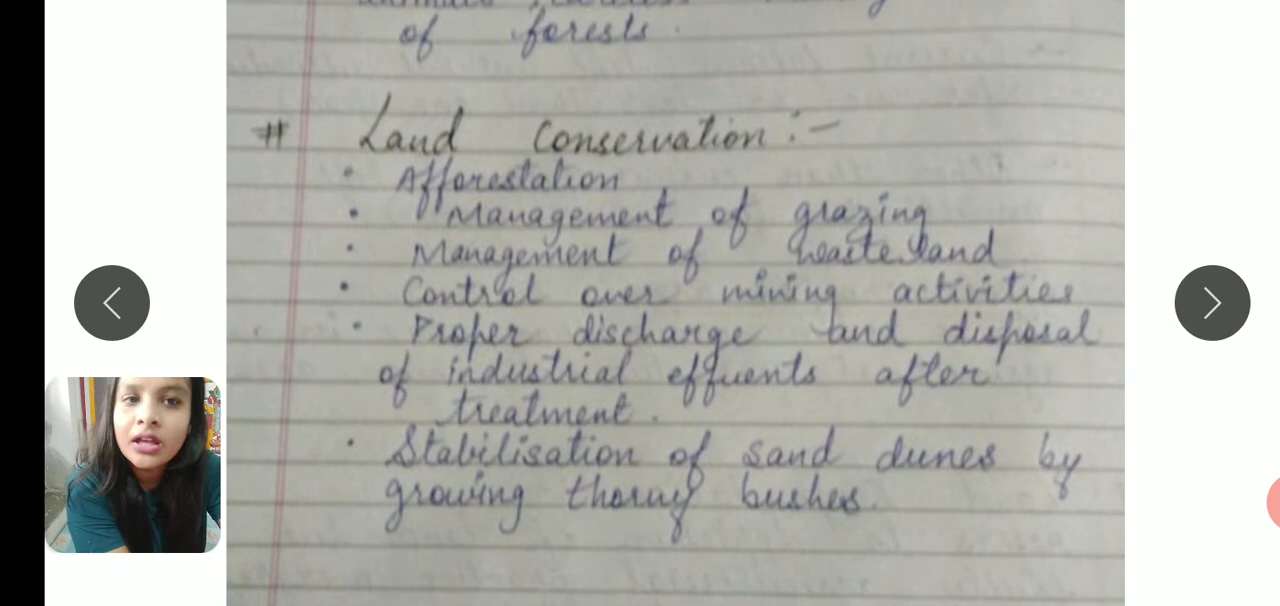 of forests.
# Land Conservation :-
• Afforestation
• Management of grazing
• Management of waste land
• Control over mining activities
• Proper discharge and disposal
of industrial effuents after
treatment.
• Stabilisation of sand dunes by
growing thorny bushes.